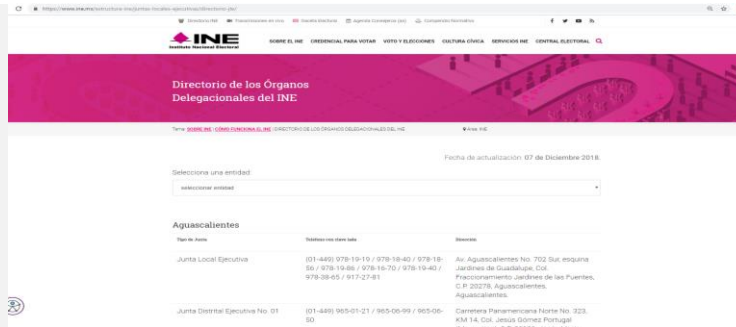 https://www.ine.mx/estructura-ine/juntas-locales-ejecutivas/directorio-jle/
Directorio INE Transmisiones en vivo Gaceta Electoral Agenda Consejeros (as) Compendio Normativo
INE
Instituto Nacional Electoral
SOBRE EL INE CREDENCIAL PARA VOTAR VOTO Y ELECCIONES CULTURA CÍVICA SERVICIOS INE CENTRAL ELECTORAL
Directorio de los Órganos
Delegacionales del INE
Tema: SOBRE INE | CÓMO FUNCIONA EL INE | DIRECTORIO DE LOS ÓRGANOS DELEGACIONALES DEL INE Área: INE
Fecha de actualización: 07 de Diciembre 2018.
Selecciona una entidad
seleccionar entidad
Aguascalientes
Tipo de Junta Teléfono con clave lada Dirección
Junta Local Ejecutiva (01-449) 978-19-19 / 978-18-40 / 978-18- Av. Aguascalientes No. 702 Sur, esquina
56 / 978-19-86 / 978-16-70 / 978-19-40 / Jardines de Guadalupe, Col.
978-38-65 / 917-27-81 Fraccionamiento Jardines de las Fuentes,
C.P. 20278, Aguascalientes,
Aguascalientes.
Junta Distrital Ejecutiva No. 01 (01-449) 965-01-21 / 965-06-99 / 965-06- Carretera Panamericana Norte No. 323,
50 KM 14, Col. Jesús Gómez Portugal